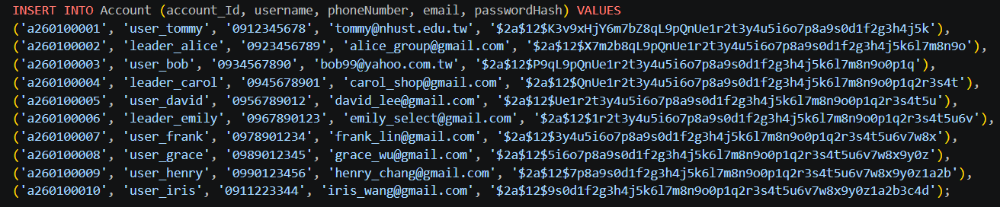 INSERT INTO Account (account_Id, username, phoneNumber, email, passwordHash) VALUES
('a260100001', 'user_tommy', '0912345678', 'tommy@nhust.edu.tw', '$2a$12$K3v9xHjY6m7bZ8qL9pQnUe1r2t3y4u5i6o7p8a9s0d1f2g3h4j5k'),
('a260100002', 'leader_alice', '0923456789', 'alice_group@gmail.com', '$2a$12$X7m2b8qL9pQnUe1r2t3y4u5i6o7p8a9s0d1f2g3h4j5k6l7m8n9o'),
('a260100003', 'user_bob', '0934567890', 'bob99@yahoo.com.tw', '$2a$12$P9qL9pQnUe1r2t3y4u5i6o7p8a9s0d1f2g3h4j5k6l7m8n9o0p1q'),
('a260100004', 'leader_carol', '0945678901', 'carol_shop@gmail.com', '$2a$12$QnUe1r2t3y4u5i6o7p8a9s0d1f2g3h4j5k6l7m8n9o0p1q2r3s4t'),
('a260100005', 'user_david', '0956789012', 'david_lee@gmail.com', '$2a$12$Ue1r2t3y4u5i6o7p8a9s0d1f2g3h4j5k6l7m8n9o0p1q2r3s4t5u'),
('a260100006', 'leader_emily', '0967890123', 'emily_select@gmail.com', '$2a$12$1r2t3y4u5i6o7p8a9s0d1f2g3h4j5k6l7m8n9o0p1q2r3s4t5u6v'),
('a260100007', 'user_frank', '0978901234', 'frank_lin@gmail.com', '$2a$12$3y4u5i6o7p8a9s0d1f2g3h4j5k6l7m8n9o0p1q2r3s4t5u6v7w8x'),
('a260100008', 'user_grace', '0989012345', 'grace_wu@gmail.com', '$2a$12$5i6o7p8a9s0d1f2g3h4j5k6l7m8n9o0p1q2r3s4t5u6v7w8x9y0z'),
('a260100009', 'user_henry', '0990123456', 'henry_chang@gmail.com', '$2a$12$7p8a9s0d1f2g3h4j5k6l7m8n9o0p1q2r3s4t5u6v7w8x9y0z1a2b'),
('a260100010', 'user_iris', '0911223344', 'iris_wang@gmail.com', '$2a$12$9s0d1f2g3h4j5k6l7m8n9o0p1q2r3s4t5u6v7w8x9y0z1a2b3c4d');